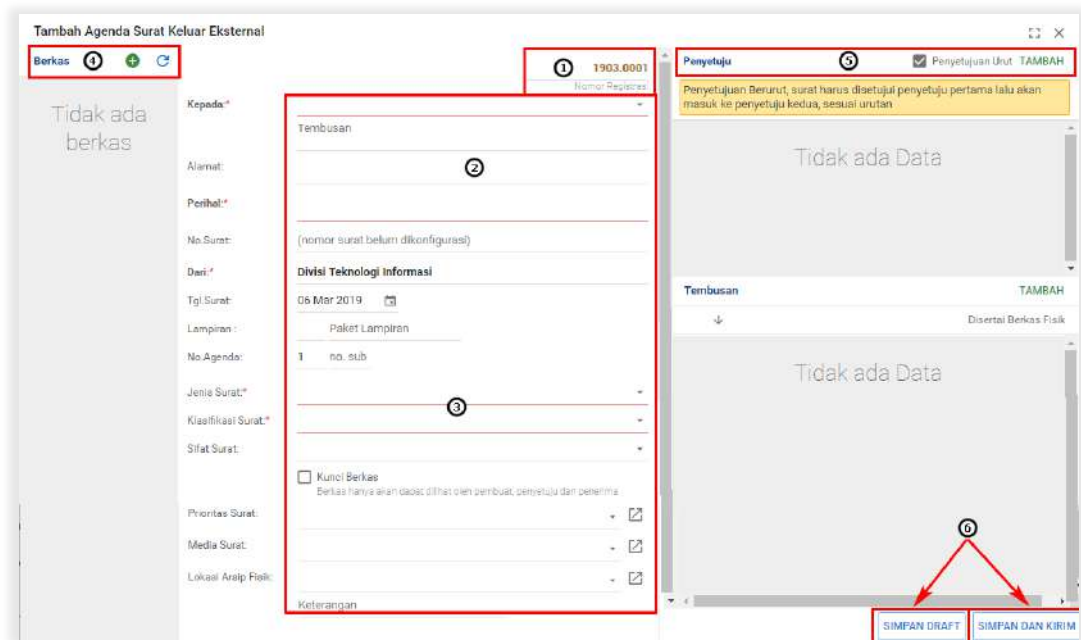 Tambah Agenda Surat Keluar Eksternal
Berkas 4
Tidak ada
berkas
1 1903.0001
Nomor Registrasi
Kepada:*
Tembusan
2
Alamat:
Perihal:*
No.Surat: (nomor surat belum dikonfigurasi)
Dari:* Divisi Teknologi Informasi
Tgl.Surat: 06 Mar 2019
Lampiran : Paket Lampiran
No.Agenda: 1 no. sub
Jenis Surat:*
3
Klasifikasi Surat:*
Sifat Surat:
Kunci Berkas
Berkas hanya akan dapat dilihat oleh pembuat, penyetuju dan penerima
Prioritas Surat:
Media Surat:
Lokasi Arsip Fisik:
Keterangan
Penyetuju 5 Penyetujuan Urut TAMBAH
Penyetujuan Berurut, surat harus disetujui penyetuju pertama lalu akan
masuk ke penyetuju kedua, sesuai urutan
Tidak ada Data
Tembusan TAMBAH
Disertai Berkas Fisik
Tidak ada Data
6
SIMPAN DRAFT SIMPAN DAN KIRIM